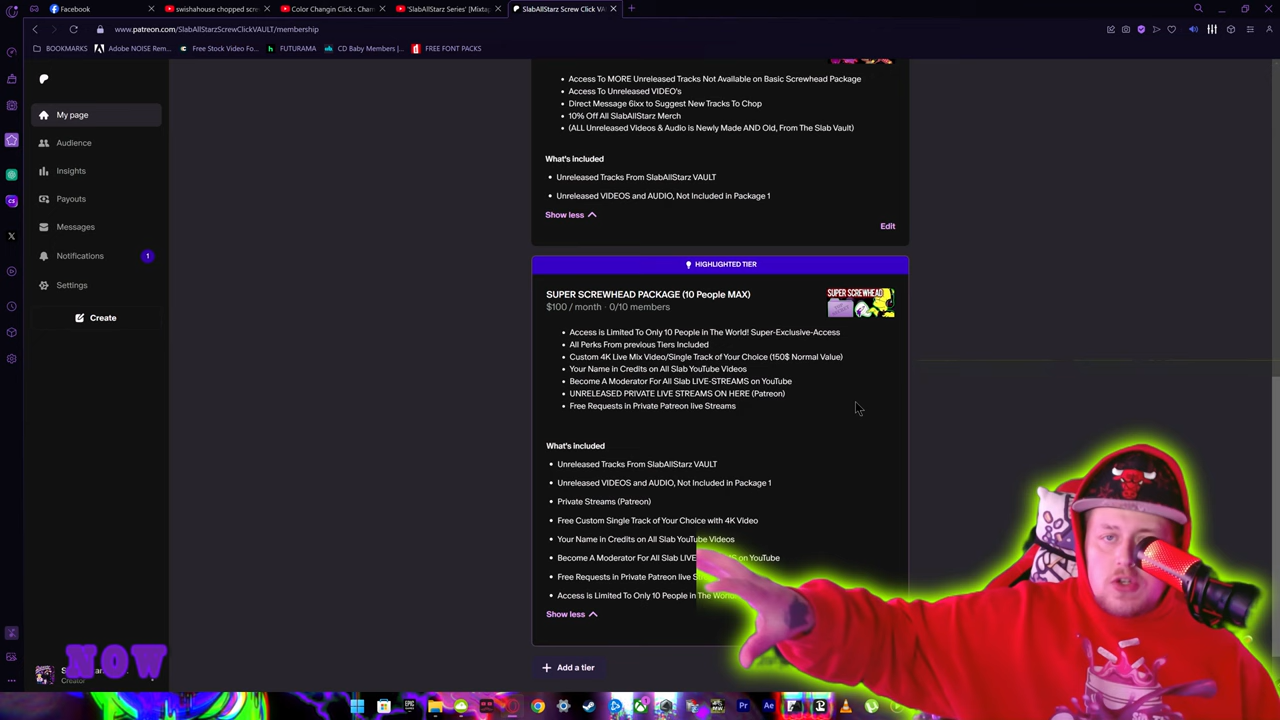 Facebook
swishahouse chopped scre
Color Changin Click : Cham
'SlabAllStarz Series' [Mixtap
SlabAllStarz Screw Click VA
www.patreon.com/SlabAllStarzScrewClickVAULT/membership
BOOKMARKS
Adobe NOISE Rem...
Free Stock Video Fo...
FUTURAMA
CD Baby Members |...
FREE FONT PACKS
My page
Audience
Insights
Payouts
Messages
Notifications 1
Settings
Create
Access To MORE Unreleased Tracks Not Available on Basic Screwhead Package
Access To Unreleased VIDEO's
Direct Message 6ixx to Suggest New Tracks To Chop
10% Off All SlabAllStarz Merch
(ALL Unreleased Videos & Audio is Newly Made AND Old, From The Slab Vault)
What's included
Unreleased Tracks From SlabAllStarz VAULT
Unreleased VIDEOS and AUDIO, Not Included in Package 1
Show less
Edit
HIGHLIGHTED TIER
SUPER SCREWHEAD PACKAGE (10 People MAX)
SUPER SCREWHEAD
$100 / month · 0/10 members
Access is Limited To Only 10 People in The World! Super-Exclusive-Access
All Perks From previous Tiers Included
Custom 4K Live Mix Video/Single Track of Your Choice (150$ Normal Value)
Your Name in Credits on All Slab YouTube Videos
Become A Moderator For All Slab LIVE-STREAMS on YouTube
UNRELEASED PRIVATE LIVE STREAMS ON HERE (Patreon)
Free Requests in Private Patreon live Streams
What's included
Unreleased Tracks From SlabAllStarz VAULT
Unreleased VIDEOS and AUDIO, Not Included in Package 1
Private Streams (Patreon)
Free Custom Single Track of Your Choice with 4K Video
Your Name in Credits on All Slab YouTube Videos
Become A Moderator For All Slab LIVE MS on YouTube
Free Requests in Private Patreon live
Access is Limited To Only 10 People in The
Show less
Add a tier
Creator
NOW